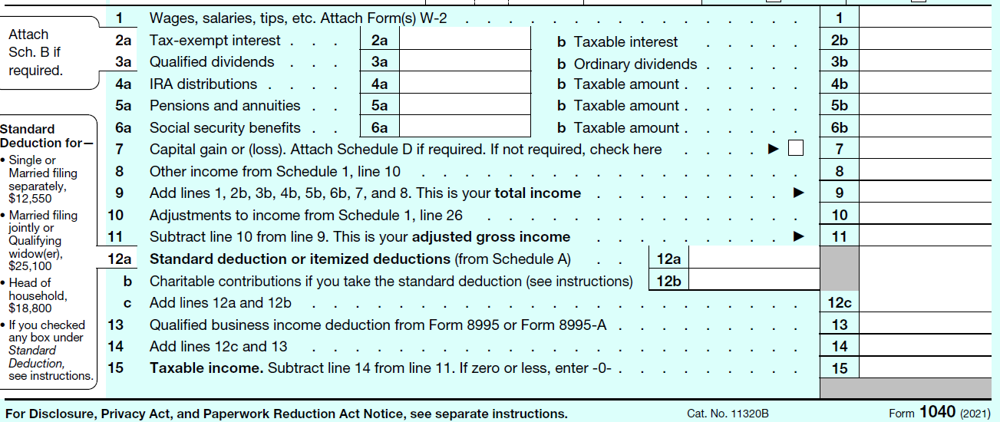 Attach
Sch. B if
required.
1 Wages, salaries, tips, etc. Attach Form(s) W-2 . . . . . . . . . . . . . . . . 1
2a Tax-exempt interest . . . 2a b Taxable interest . . . . . 2b
3a Qualified dividends . . . 3a b Ordinary dividends . . . . . 3b
4a IRA distributions . . . . 4a b Taxable amount . . . . . . 4b
5a Pensions and annuities . . 5a b Taxable amount . . . . . . 5b
6a Social security benefits . . 6a b Taxable amount . . . . . . 6b
7 Capital gain or (loss). Attach Schedule D if required. If not required, check here . . . . ▶ 7
8 Other income from Schedule 1, line 10 . . . . . . . . . . . . . . . . . . 8
9 Add lines 1, 2b, 3b, 4b, 5b, 6b, 7, and 8. This is your total income . . . . . . . . . ▶ 9
10 Adjustments to income from Schedule 1, line 26 . . . . . . . . . . . . . . . 10
11 Subtract line 10 from line 9. This is your adjusted gross income . . . . . . . . . ▶ 11
12a Standard deduction or itemized deductions (from Schedule A) . . 12a
b Charitable contributions if you take the standard deduction (see instructions) 12b
c Add lines 12a and 12b . . . . . . . . . . . . . . . . . . . . . . . 12c
13 Qualified business income deduction from Form 8995 or Form 8995-A . . . . . . . . . 13
14 Add lines 12c and 13 . . . . . . . . . . . . . . . . . . . . . . . 14
15 Taxable income. Subtract line 14 from line 11. If zero or less, enter -0- . . . . . . . . . 15
Standard
Deduction for—
• Single or
Married filing
separately,
$12,550
• Married filing
jointly or
Qualifying
widow(er),
$25,100
• Head of
household,
$18,800
• If you checked
any box under
Standard
Deduction,
see instructions.
For Disclosure, Privacy Act, and Paperwork Reduction Act Notice, see separate instructions. Cat. No. 11320B Form 1040 (2021)